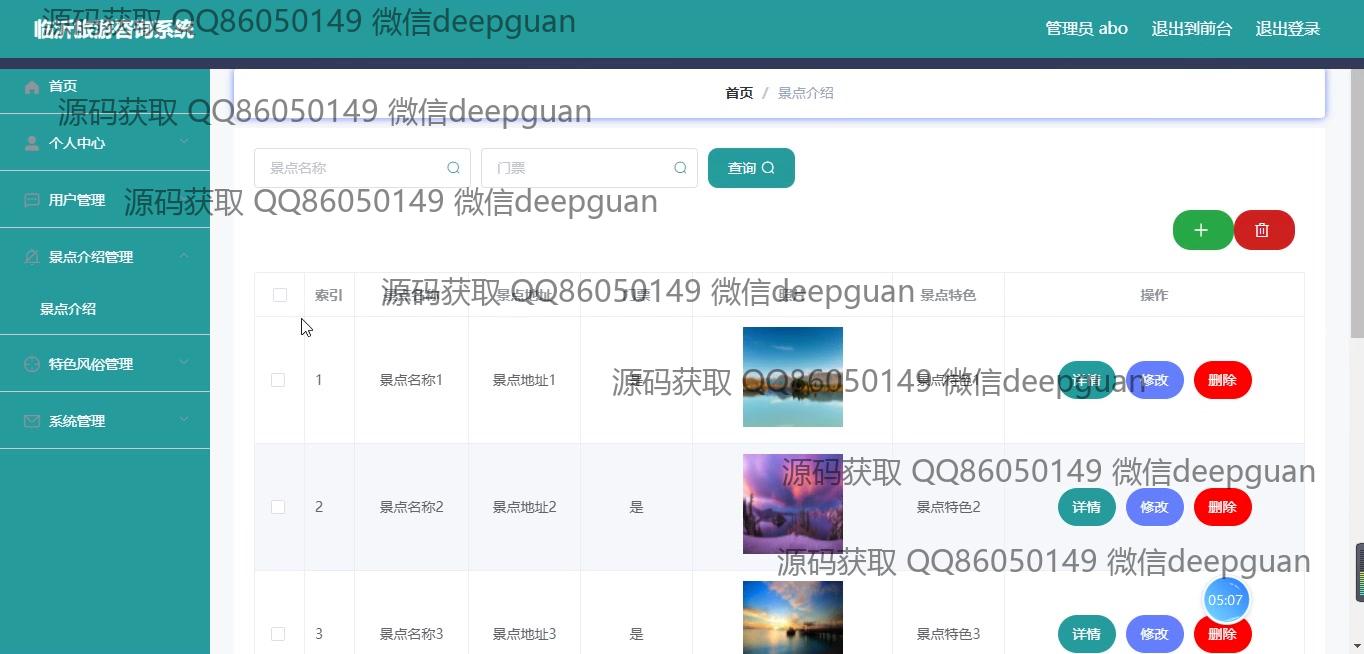 临沂旅游咨询系统
源码获取 QQ86050149 微信deepguan
管理员 abo 退出到前台 退出登录
首页
首页 / 景点介绍
源码获取 QQ86050149 微信deepguan
个人中心
景点名称 门票 查询
用户管理
源码获取 QQ86050149 微信deepguan
景点介绍管理
景点介绍
源码获取 QQ86050149 微信deepguan
索引 景点名称 景点地址 门票 照片 景点特色 操作
特色风俗管理
系统管理
1 景点名称1 景点地址1 是 景点特色1 详情 修改 删除
源码获取 QQ86050149 微信deepguan
源码获取 QQ86050149 微信deepguan
2 景点名称2 景点地址2 是 景点特色2 详情 修改 删除
源码获取 QQ86050149 微信deepguan
05:07
3 景点名称3 景点地址3 是 景点特色3 详情 修改 删除